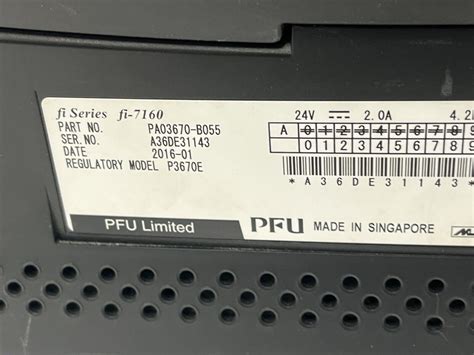 fi Series fi-7160
PART NO. PA03670-B055
SER.NO. A36DE31143
DATE 2016-01
REGULATORY MODEL P3670E
24V ⎓ 2.0A 4.2
A 0 1 2 3 4 5 6 7 8
0 1 2 3 4 5 6 7 8 9
*A36DE31143*
PFU Limited
PFU MADE IN SINGAPORE